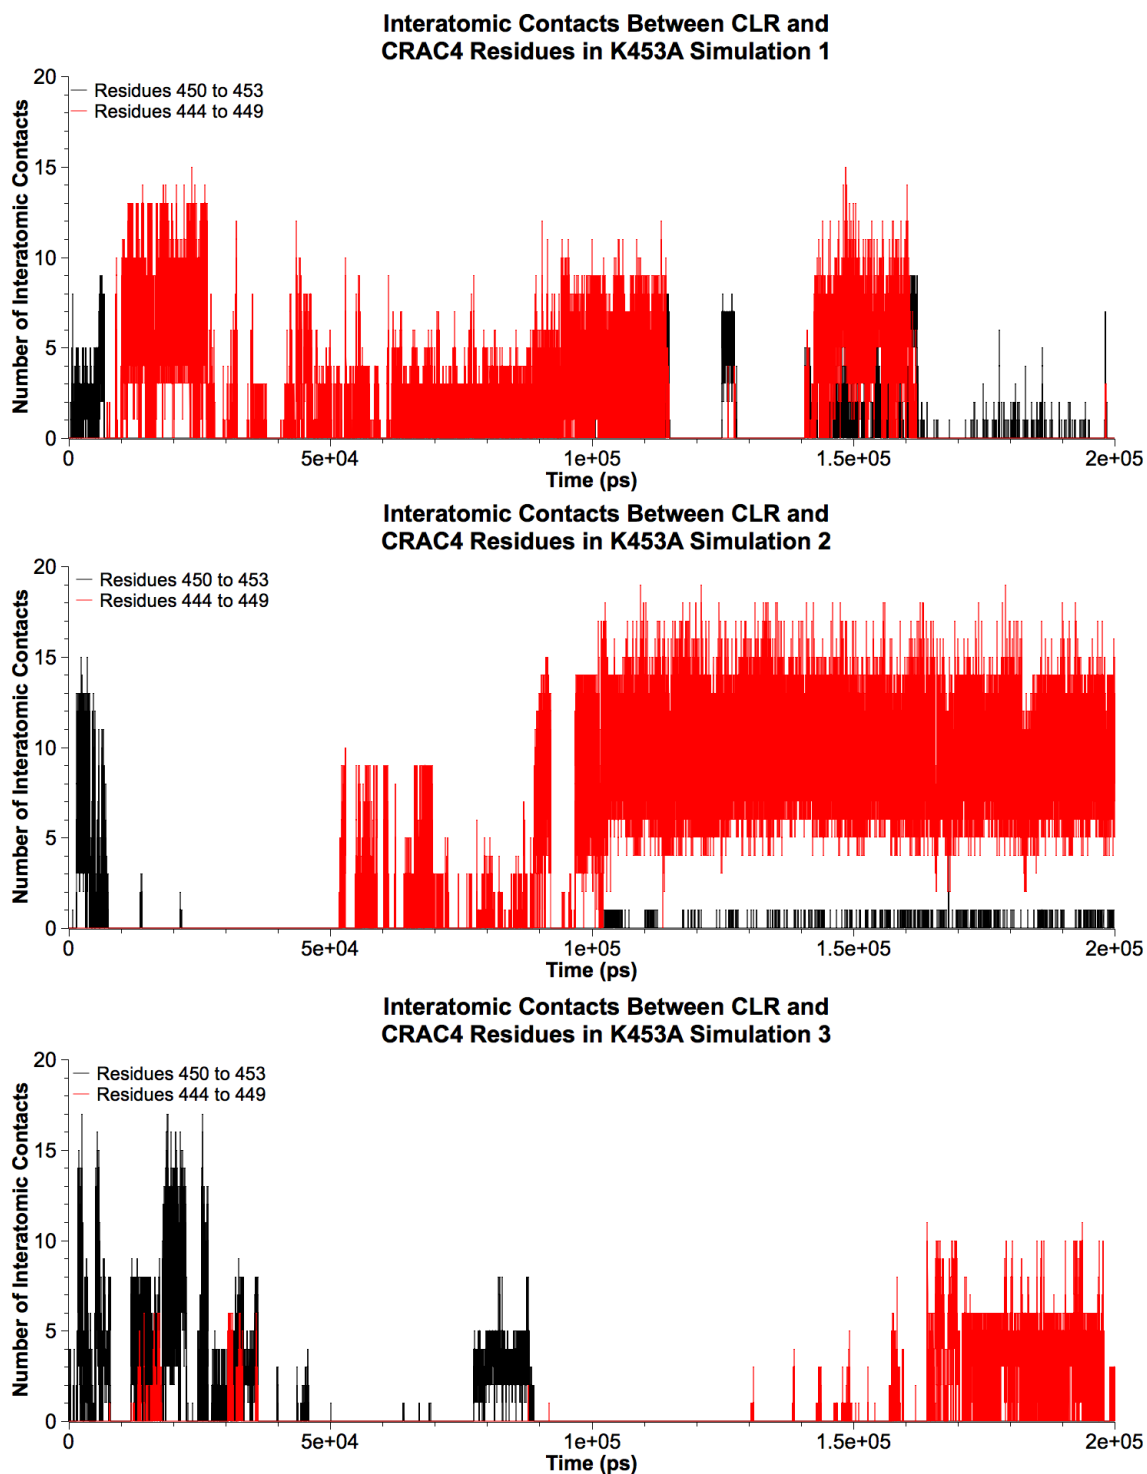 Interatomic Contacts Between CLR and
CRAC4 Residues in K453A Simulation 1
Number of Interatomic Contacts
20
15
10
5
0
Residues 450 to 453
Residues 444 to 449
0 5e+04 1e+05 1.5e+05 2e+05
Time (ps)
Interatomic Contacts Between CLR and
CRAC4 Residues in K453A Simulation 2
Number of Interatomic Contacts
20
15
10
5
0
Residues 450 to 453
Residues 444 to 449
0 5e+04 1e+05 1.5e+05 2e+05
Time (ps)
Interatomic Contacts Between CLR and
CRAC4 Residues in K453A Simulation 3
Number of Interatomic Contacts
20
15
10
5
0
Residues 450 to 453
Residues 444 to 449
0 5e+04 1e+05 1.5e+05 2e+05
Time (ps)